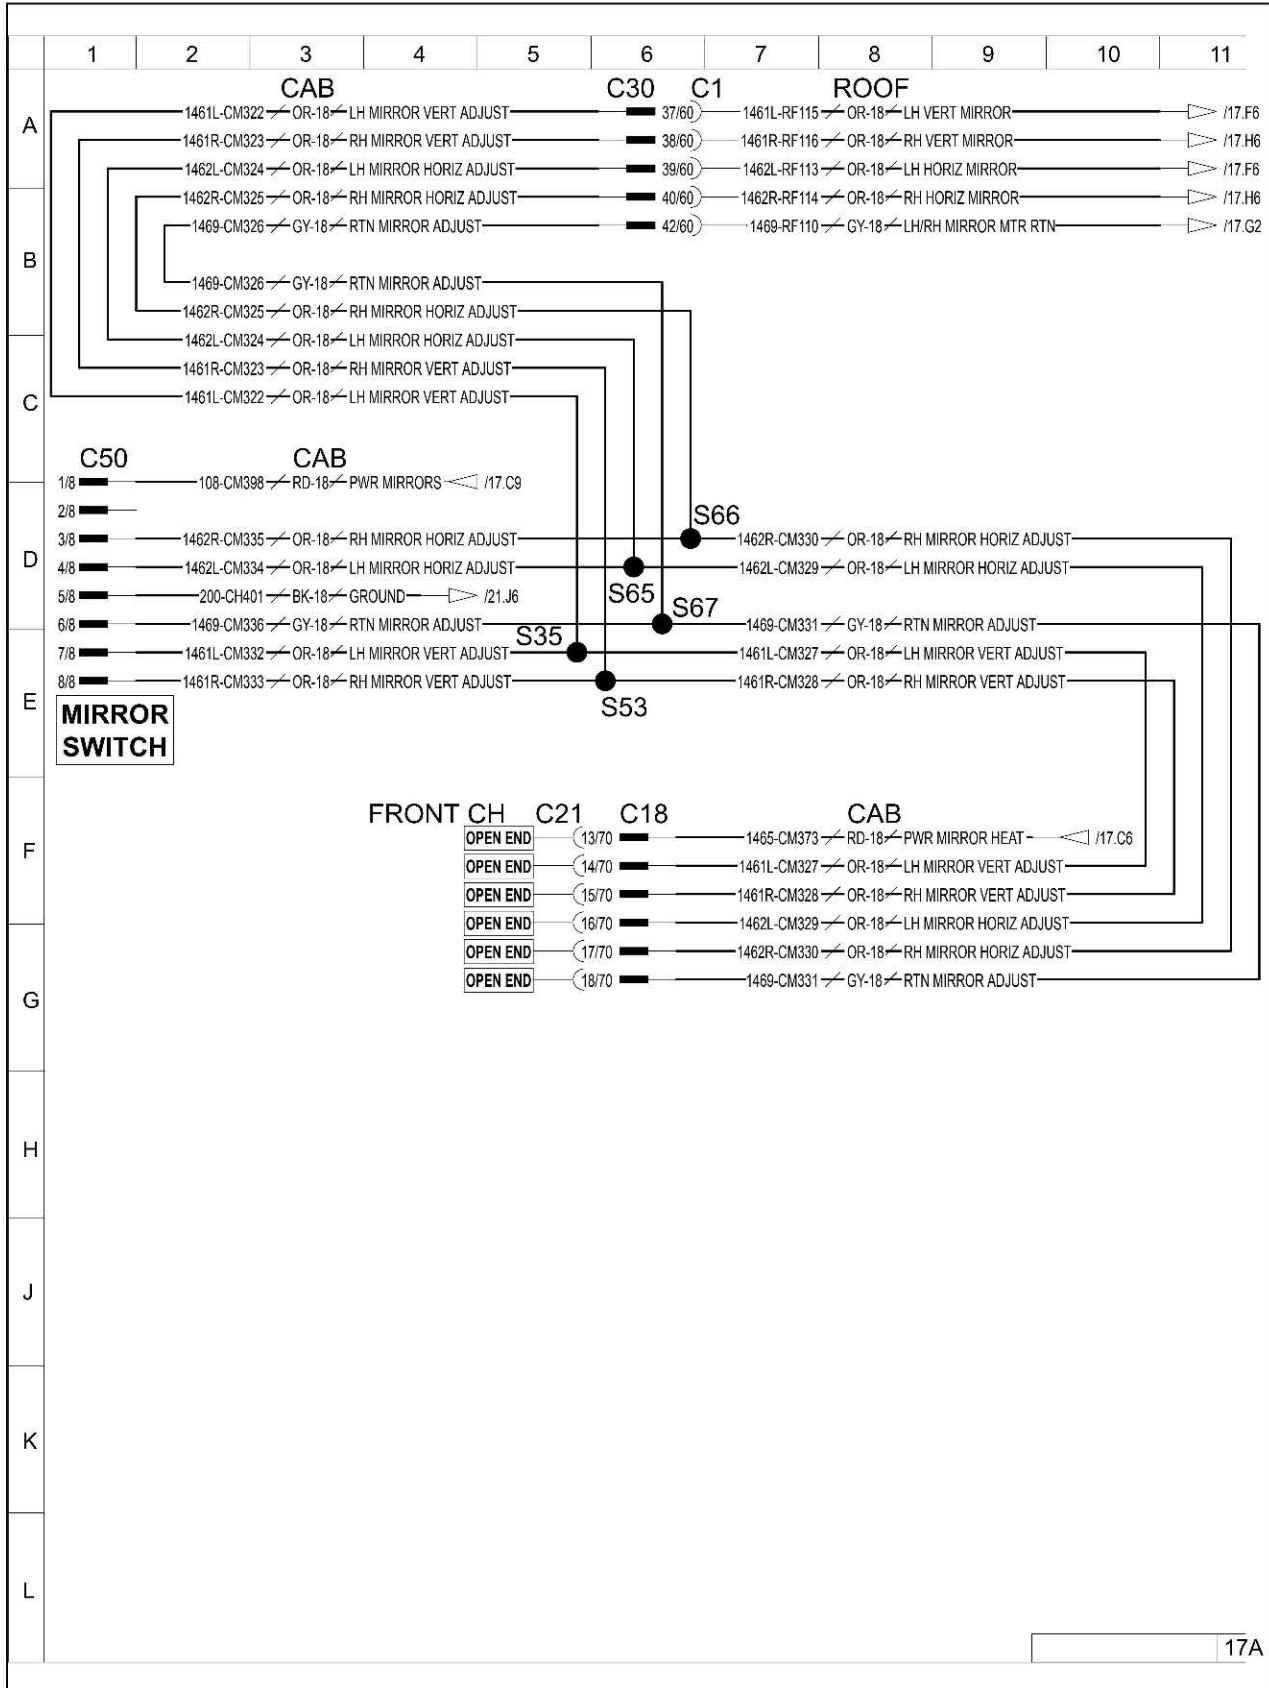 1 2 3 4 5 6 7 8 9 10 11
CAB C30 C1 ROOF
A
1461L-CM322 OR-18 LH MIRROR VERT ADJUST 37/60 1461L-RF115 OR-18 LH VERT MIRROR /17.F6
1461R-CM323 OR-18 RH MIRROR VERT ADJUST 38/60 1461R-RF116 OR-18 RH VERT MIRROR /17.H6
1462L-CM324 OR-18 LH MIRROR HORIZ ADJUST 39/60 1462L-RF113 OR-18 LH HORIZ MIRROR /17.F6
1462R-CM325 OR-18 RH MIRROR HORIZ ADJUST 40/60 1462R-RF114 OR-18 RH HORIZ MIRROR /17.H6
1469-CM326 GY-18 RTN MIRROR ADJUST 42/60 1469-RF110 GY-18 LH/RH MIRROR MTR RTN /17.G2
B
1469-CM326 GY-18 RTN MIRROR ADJUST
1462R-CM325 OR-18 RH MIRROR HORIZ ADJUST
1462L-CM324 OR-18 LH MIRROR HORIZ ADJUST
1461R-CM323 OR-18 RH MIRROR VERT ADJUST
1461L-CM322 OR-18 LH MIRROR VERT ADJUST
C
C50 CAB
1/8 108-CM398 RD-18 PWR MIRRORS /17.C9
2/8
S66
3/8 1462R-CM335 OR-18 RH MIRROR HORIZ ADJUST 1462R-CM330 OR-18 RH MIRROR HORIZ ADJUST
D
4/8 1462L-CM334 OR-18 LH MIRROR HORIZ ADJUST 1462L-CM329 OR-18 LH MIRROR HORIZ ADJUST
5/8 200-CH401 BK-18 GROUND /21.J6 S65
S67
6/8 1469-CM336 GY-18 RTN MIRROR ADJUST 1469-CM331 GY-18 RTN MIRROR ADJUST
S35
7/8 1461L-CM332 OR-18 LH MIRROR VERT ADJUST 1461L-CM327 OR-18 LH MIRROR VERT ADJUST
8/8 1461R-CM333 OR-18 RH MIRROR VERT ADJUST 1461R-CM328 OR-18 RH MIRROR VERT ADJUST
E
S53
MIRROR
SWITCH
FRONT CH C21 C18 CAB
OPEN END 13/70 1465-CM373 RD-18 PWR MIRROR HEAT /17.C6
F
OPEN END 14/70 1461L-CM327 OR-18 LH MIRROR VERT ADJUST
OPEN END 15/70 1461R-CM328 OR-18 RH MIRROR VERT ADJUST
OPEN END 16/70 1462L-CM329 OR-18 LH MIRROR HORIZ ADJUST
OPEN END 17/70 1462R-CM330 OR-18 RH MIRROR HORIZ ADJUST
OPEN END 18/70 1469-CM331 GY-18 RTN MIRROR ADJUST
G
H
J
K
L
17A